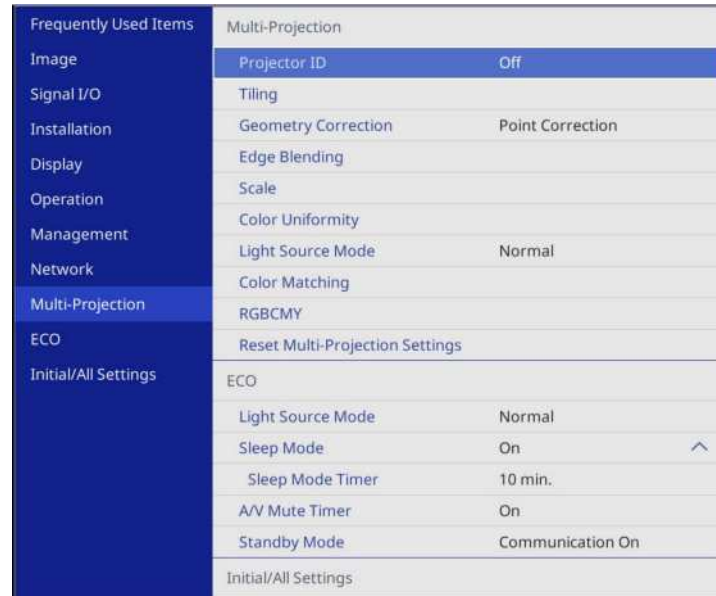 Frequently Used Items
Image
Signal I/O
Installation
Display
Operation
Management
Network
Multi-Projection
ECO
Initial/All Settings
Multi-Projection
Projector ID Off
Tiling
Geometry Correction Point Correction
Edge Blending
Scale
Color Uniformity
Light Source Mode Normal
Color Matching
RGBCMY
Reset Multi-Projection Settings
ECO
Light Source Mode Normal
Sleep Mode On
Sleep Mode Timer 10 min.
A/V Mute Timer On
Standby Mode Communication On
Initial/All Settings